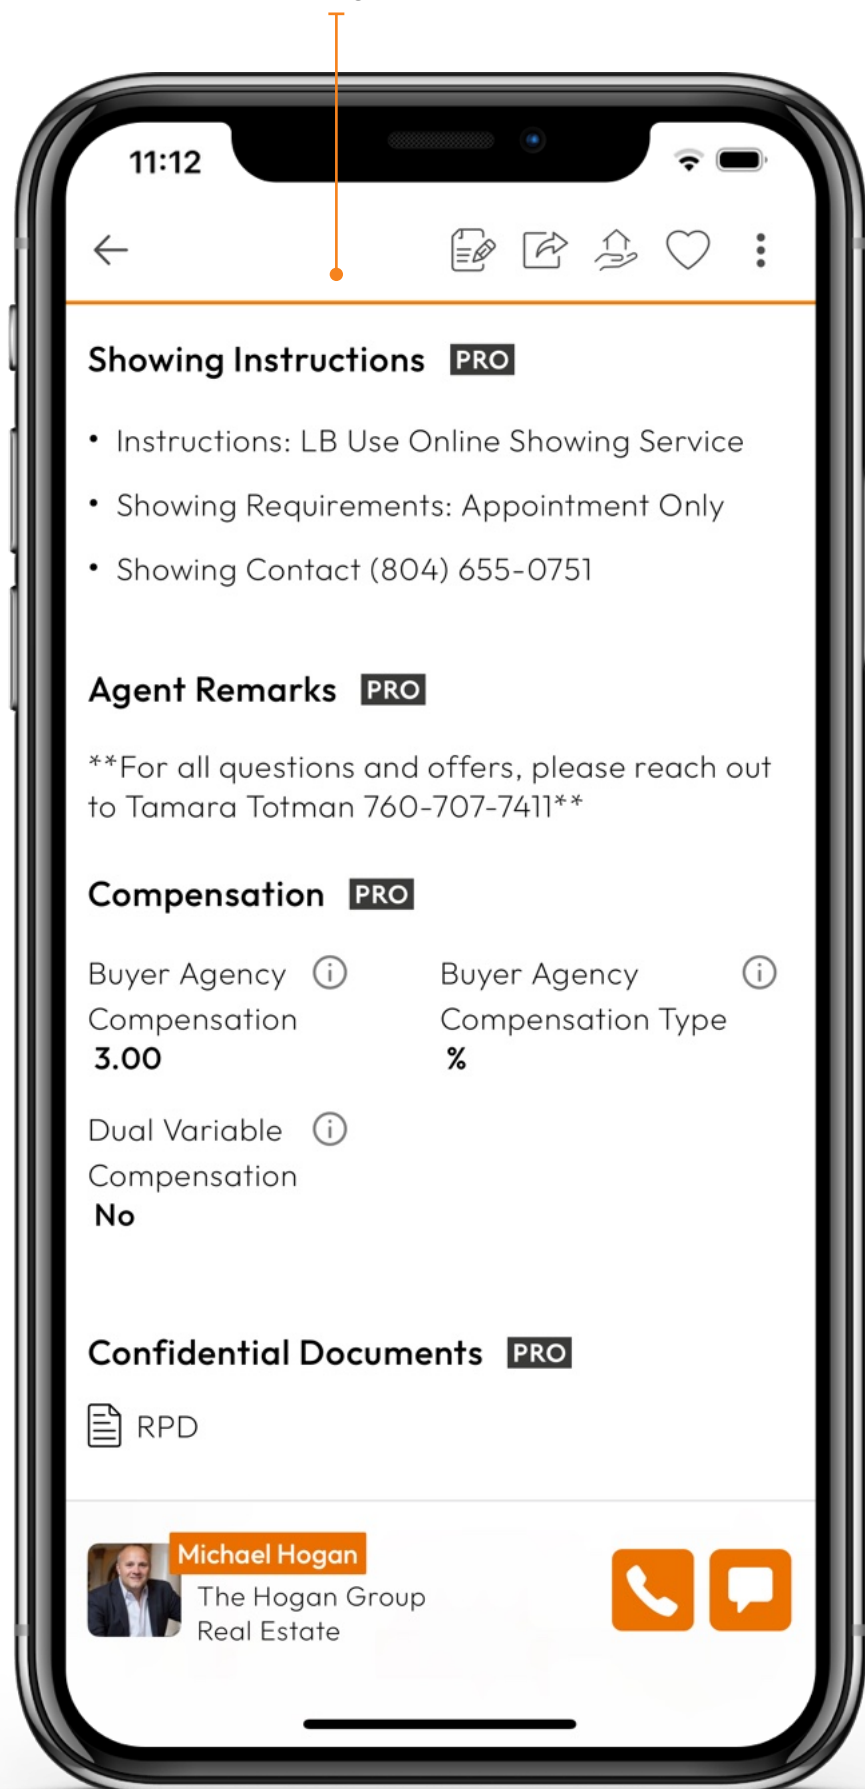 11:12
Showing Instructions PRO
• Instructions: LB Use Online Showing Service
• Showing Requirements: Appointment Only
• Showing Contact (804) 655-0751
Agent Remarks PRO
**For all questions and offers, please reach out
to Tamara Totman 760-707-7411**
Compensation PRO
Buyer Agency
Compensation
3.00
Buyer Agency
Compensation Type
%
Dual Variable
Compensation
No
Confidential Documents PRO
RPD
Michael Hogan
The Hogan Group
Real Estate